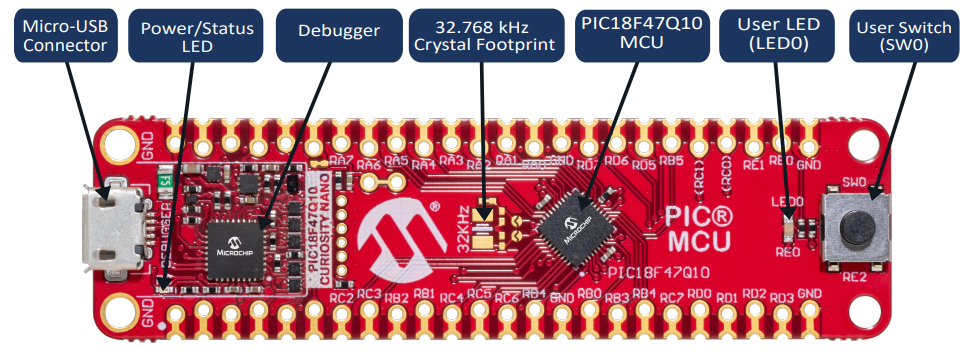 Micro-USB
Connector
Power/Status
LED
Debugger
32.768 kHz
Crystal Footprint
PIC18F47Q10
MCU
User LED
(LED0)
User Switch
(SW0)
GND
RA7
RA6
RA5
RA4
RA3
RA2
RA1
RA0
GND
RD7
RD6
RD5
RB5
(RC1)
(RC0)
RE1
RB0
GND
F5
DEBUGGER
MICROCHIP
PIC18F47Q10
CURIOSITY NANO
®
32KHz
MICROCHIP
PIC®
MCU
PIC18F47Q10
LED0
RE0
SW0
RE2
GND
RC2
RC3
RB2
RB1
RC4
RC5
RC6
RB4
GND
RB0
RB3
RB4
RC7
RD0
RD1
RD2
RD3
GND